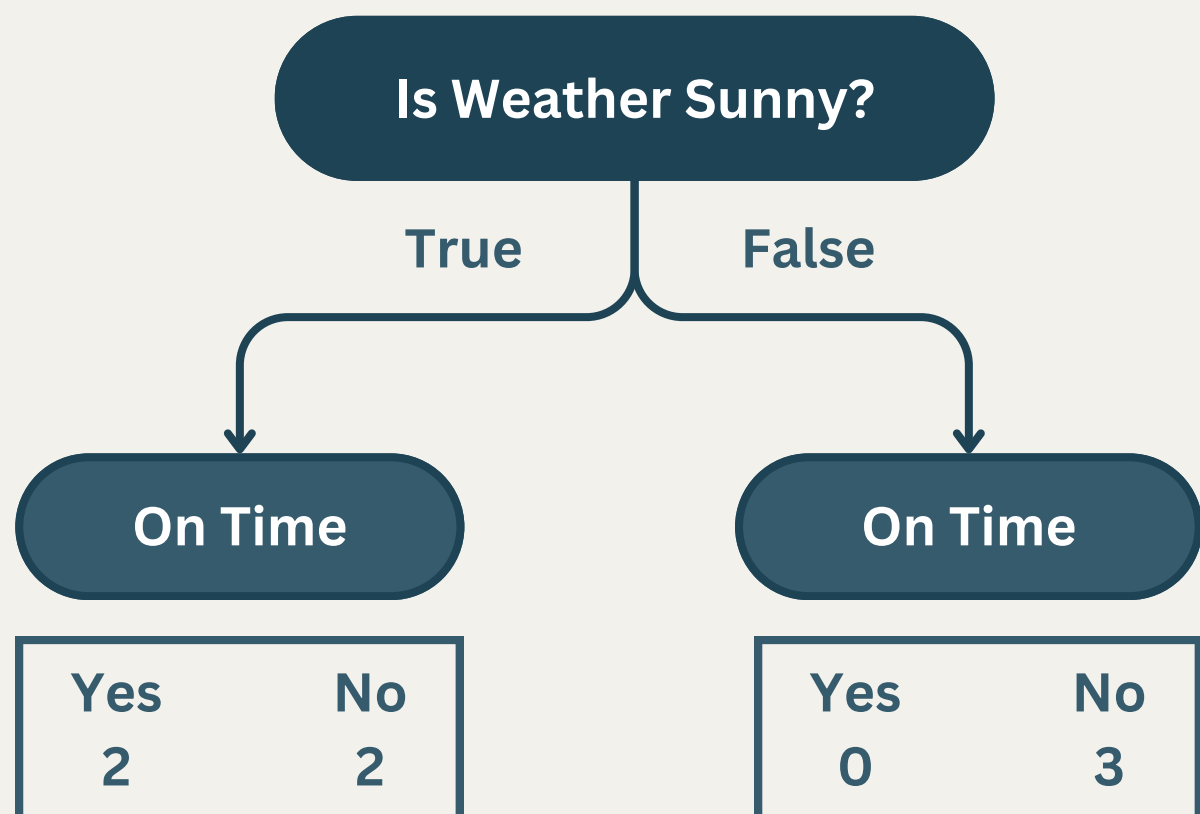 Is Weather Sunny?
True False
On Time On Time
Yes No Yes No
2 2 0 3